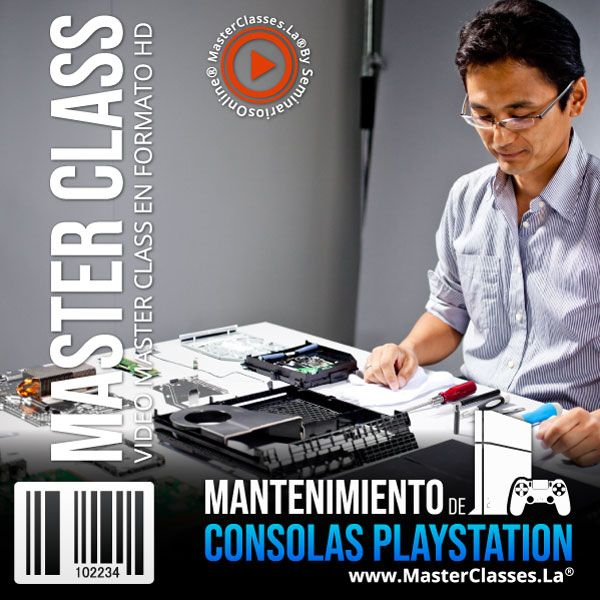 MasterClasses.La® By SeminariosOnline®
MASTER CLASS
VIDEO MASTER CLASS EN FORMATO HD
MANTENIMIENTO DE
CONSOLAS PLAYSTATION
www.MasterClasses.La®
102234